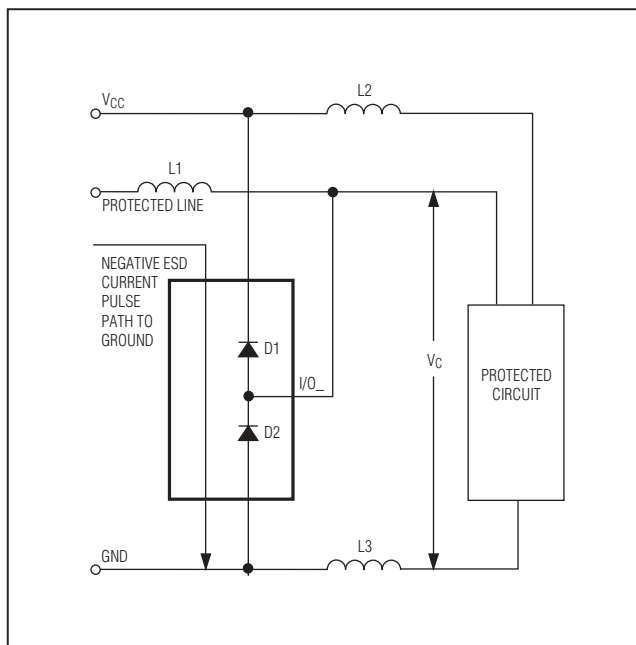 VCC
L2
L1
PROTECTED LINE
NEGATIVE ESD
CURRENT
PULSE
PATH TO
GROUND
D1
I/O_
D2
VC
PROTECTED
CIRCUIT
GND
L3